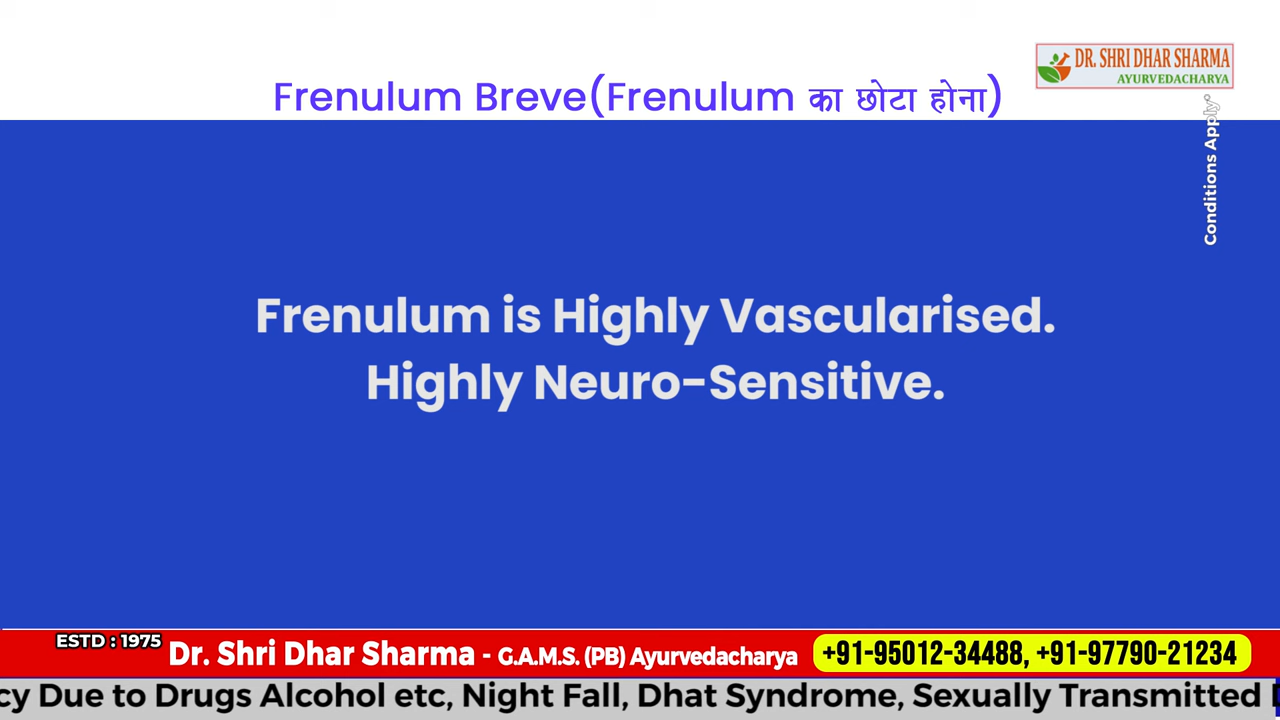 DR. SHRI DHAR SHARMA
AYURVEDACHARYA
Frenulum Breve(Frenulum का छोटा होना)
Conditions Apply*
Frenulum is Highly Vascularised.
Highly Neuro-Sensitive.
ESTD : 1975
Dr. Shri Dhar Sharma - G.A.M.S. (PB) Ayurvedacharya
+91-95012-34488, +91-97790-21234
Due to Drugs Alcohol etc, Night Fall, Dhat Syndrome, Sexually Transmitted